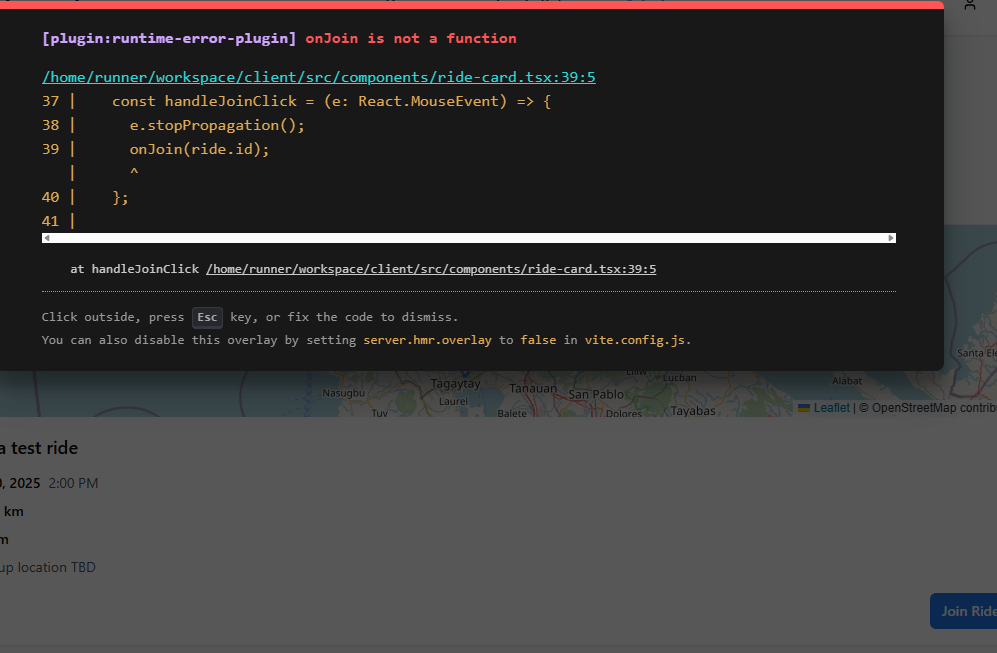 [plugin:runtime-error-plugin] onJoin is not a function
/home/runner/workspace/client/src/components/ride-card.tsx:39:5
37 |    const handleJoinClick = (e: React.MouseEvent) => {
38 |      e.stopPropagation();
39 |      onJoin(ride.id);
   |      ^
40 |    };
41 |
at handleJoinClick /home/runner/workspace/client/src/components/ride-card.tsx:39:5
Click outside, press Esc key, or fix the code to dismiss.
You can also disable this overlay by setting server.hmr.overlay to false in vite.config.js.
Santa Ele
Nasugbu
Tagaytay
Laurel
Tanauan
San Pablo
Lucban
Alabat
Tuy
Balete
Dolores
Tayabas
Leaflet | © OpenStreetMap contrib
a test ride
0, 2025 2:00 PM
km
m
up location TBD
Join Ride